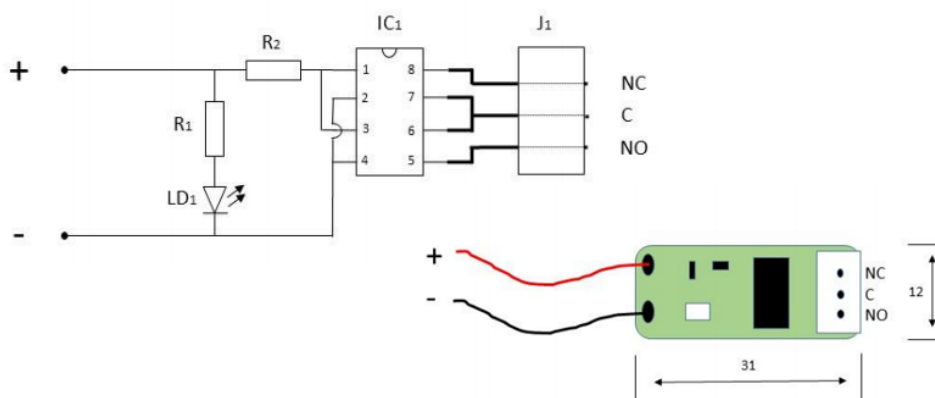 IC1 J1
R2
+ 1 8
NC
2 7
C
R1 3 6
NO
4 5
LD1
-
+
NC
- C 12
NO
31